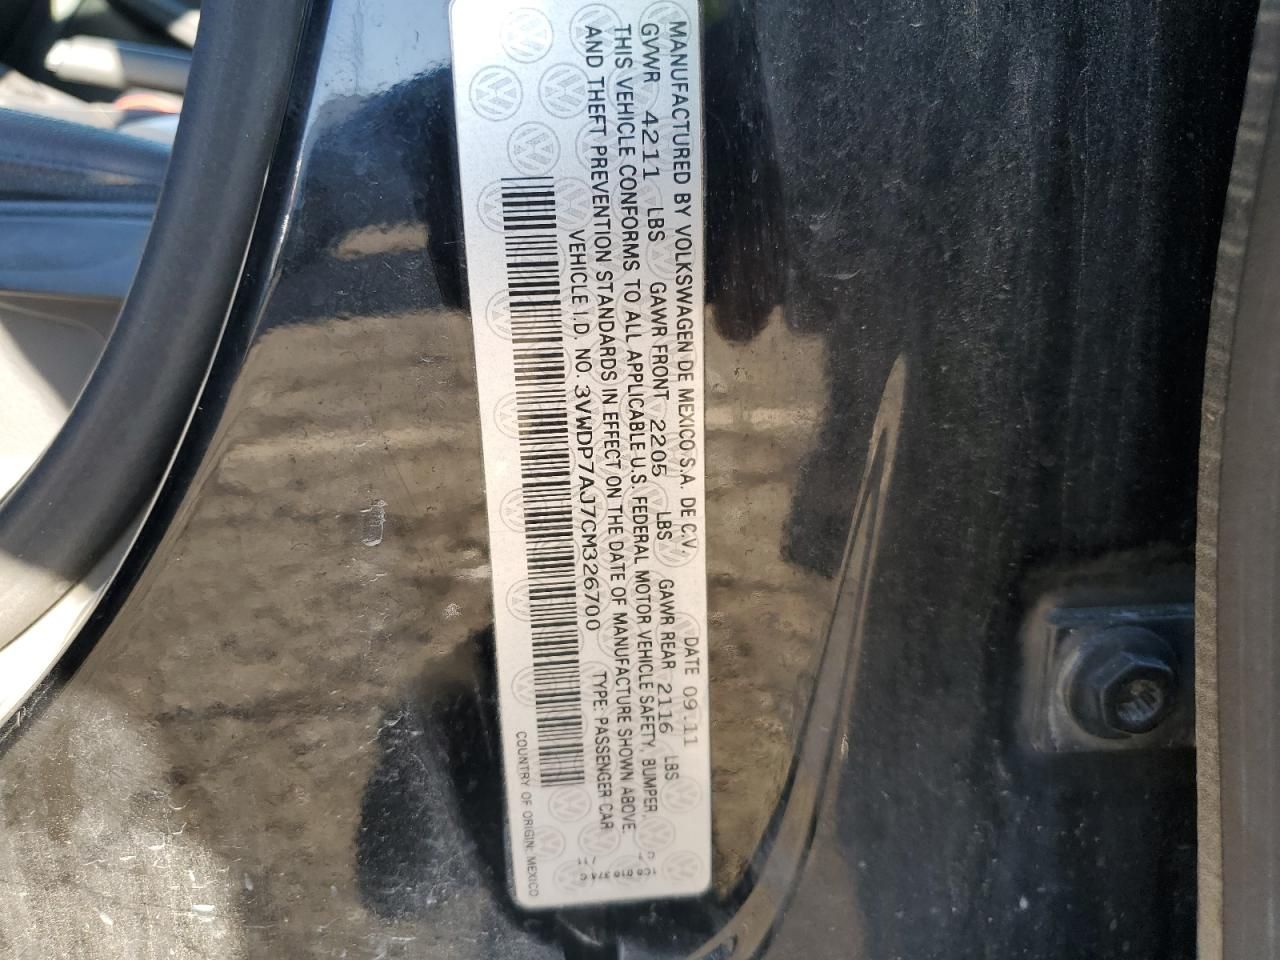 MANUFACTURED BY VOLKSWAGEN DE MEXICO S.A. DE C.V. DATE 09.11
GVWR 4211 LBS GAWR FRONT 2205 LBS GAWR REAR 2116 LBS
THIS VEHICLE CONFORMS TO ALL APPLICABLE U.S. FEDERAL MOTOR VEHICLE SAFETY, BUMPER,
AND THEFT PREVENTION STANDARDS IN EFFECT ON THE DATE OF MANUFACTURE SHOWN ABOVE.
VEHICLE I.D. NO. 3VWDP7AJ7CM326700 TYPE: PASSENGER CAR
COUNTRY OF ORIGIN: MEXICO